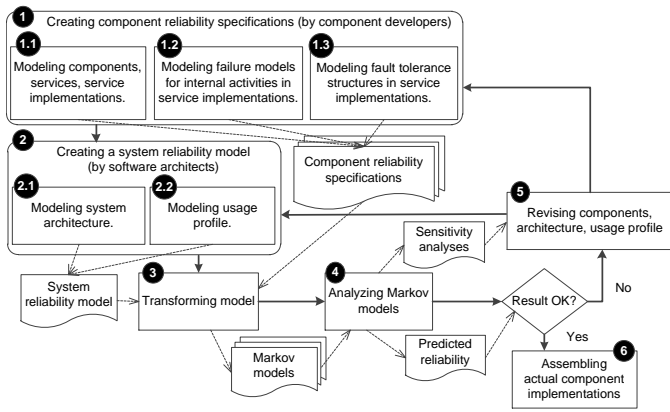 1 Creating component reliability specifications (by component developers)
1.1
Modeling components,
services, service
implementations.
1.2
Modeling failure models
for internal activities in
service implementations.
1.3
Modeling fault tolerance
structures in service
implementations.
2
Creating a system reliability model
(by software architects)
2.1
Modeling system
architecture.
2.2
Modeling usage
profile.
Component reliability
specifications
5
Revising components,
architecture, usage profile
Sensitivity
analyses
System
reliability model
3
Transforming model
4
Analyzing Markov
models
Result OK?
No
Yes
Markov
models
Predicted
reliability
6
Assembling
actual component
implementations